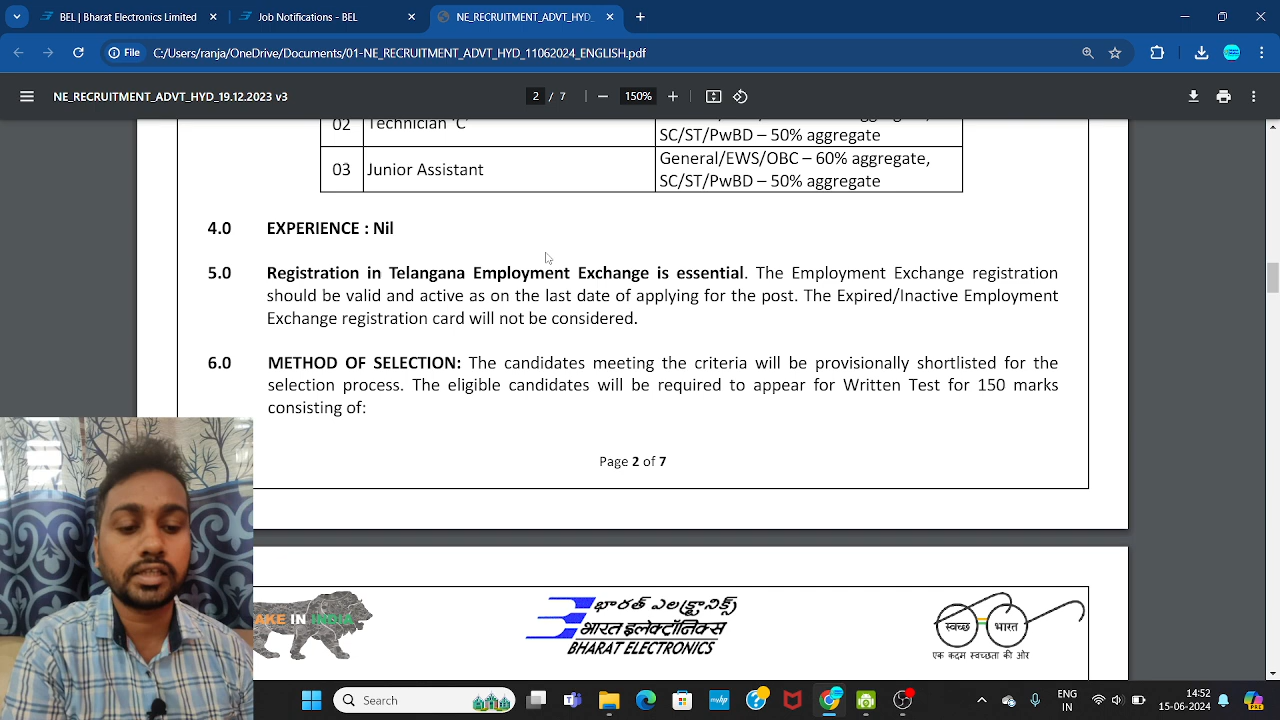 BEL | Bharat Electronics Limited
Job Notifications - BEL
NE_RECRUITMENT_ADVT_HYD_
File
C:/Users/ranja/OneDrive/Documents/01-NE_RECRUITMENT_ADVT_HYD_11062024_ENGLISH.pdf
NE_RECRUITMENT_ADVT_HYD_19.12.2023 v3
2 / 7
150%
02 Technician 'C'
SC/ST/PwBD – 50% aggregate
03 Junior Assistant
General/EWS/OBC – 60% aggregate,
SC/ST/PwBD – 50% aggregate
4.0 EXPERIENCE : Nil
5.0 Registration in Telangana Employment Exchange is essential. The Employment Exchange registration
should be valid and active as on the last date of applying for the post. The Expired/Inactive Employment
Exchange registration card will not be considered.
6.0 METHOD OF SELECTION: The candidates meeting the criteria will be provisionally shortlisted for the
selection process. The eligible candidates will be required to appear for Written Test for 150 marks
consisting of:
Page 2 of 7
AKE IN INDIA
భారత్ ఎలక్ట్రానిక్స్
भारत इलेक्ट्रॉनिक्स
BHARAT ELECTRONICS
स्वच्छ भारत
एक कदम स्वच्छता की ओर
Search
ENG
IN
14:52
15-06-2024